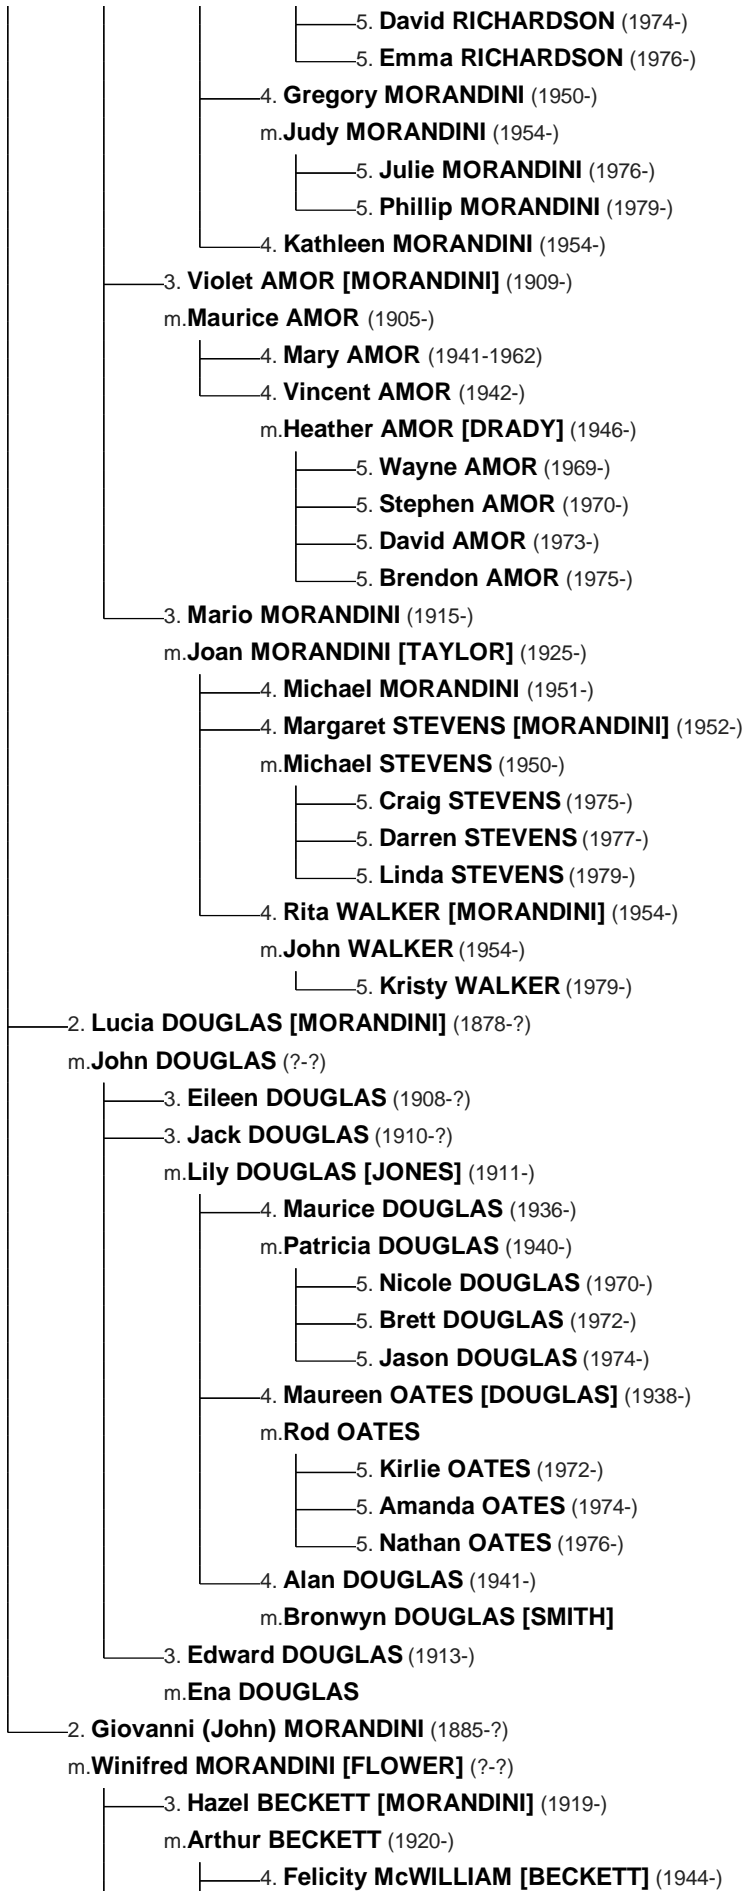 5. David RICHARDSON (1974-)
5. Emma RICHARDSON (1976-)
4. Gregory MORANDINI (1950-)
m.Judy MORANDINI (1954-)
5. Julie MORANDINI (1976-)
5. Phillip MORANDINI (1979-)
4. Kathleen MORANDINI (1954-)
3. Violet AMOR [MORANDINI] (1909-)
m.Maurice AMOR (1905-)
4. Mary AMOR (1941-1962)
4. Vincent AMOR (1942-)
m.Heather AMOR [DRADY] (1946-)
5. Wayne AMOR (1969-)
5. Stephen AMOR (1970-)
5. David AMOR (1973-)
5. Brendon AMOR (1975-)
3. Mario MORANDINI (1915-)
m.Joan MORANDINI [TAYLOR] (1925-)
4. Michael MORANDINI (1951-)
4. Margaret STEVENS [MORANDINI] (1952-)
m.Michael STEVENS (1950-)
5. Craig STEVENS (1975-)
5. Darren STEVENS (1977-)
5. Linda STEVENS (1979-)
4. Rita WALKER [MORANDINI] (1954-)
m.John WALKER (1954-)
5. Kristy WALKER (1979-)
2. Lucia DOUGLAS [MORANDINI] (1878-?)
m.John DOUGLAS (?-?)
3. Eileen DOUGLAS (1908-?)
3. Jack DOUGLAS (1910-?)
m.Lily DOUGLAS [JONES] (1911-)
4. Maurice DOUGLAS (1936-)
m.Patricia DOUGLAS (1940-)
5. Nicole DOUGLAS (1970-)
5. Brett DOUGLAS (1972-)
5. Jason DOUGLAS (1974-)
4. Maureen OATES [DOUGLAS] (1938-)
m.Rod OATES
5. Kirlie OATES (1972-)
5. Amanda OATES (1974-)
5. Nathan OATES (1976-)
4. Alan DOUGLAS (1941-)
m.Bronwyn DOUGLAS [SMITH]
3. Edward DOUGLAS (1913-)
m.Ena DOUGLAS
2. Giovanni (John) MORANDINI (1885-?)
m.Winifred MORANDINI [FLOWER] (?-?)
3. Hazel BECKETT [MORANDINI] (1919-)
m.Arthur BECKETT (1920-)
4. Felicity McWILLIAM [BECKETT] (1944-)